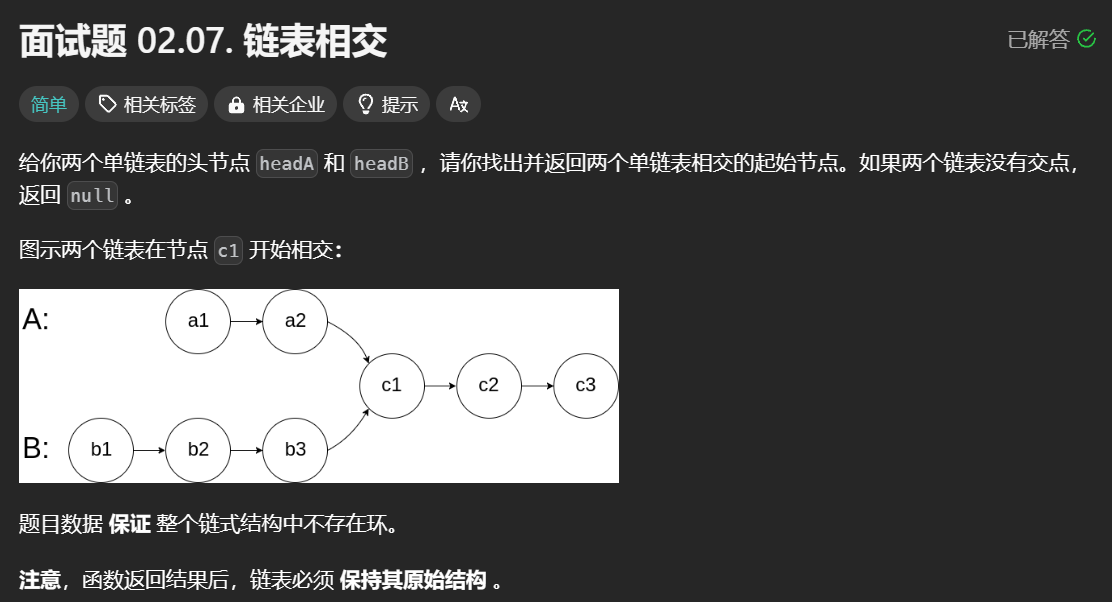 面试题 02.07. 链表相交
已解答
简单 相关标签 相关企业 提示
给你两个单链表的头节点 headA 和 headB ，请你找出并返回两个单链表相交的起始节点。如果两个链表没有交点，
返回 null 。
图示两个链表在节点 c1 开始相交：
A: a1 a2
c1 c2 c3
B: b1 b2 b3
题目数据 保证 整个链式结构中不存在环。
注意，函数返回结果后，链表必须 保持其原始结构 。